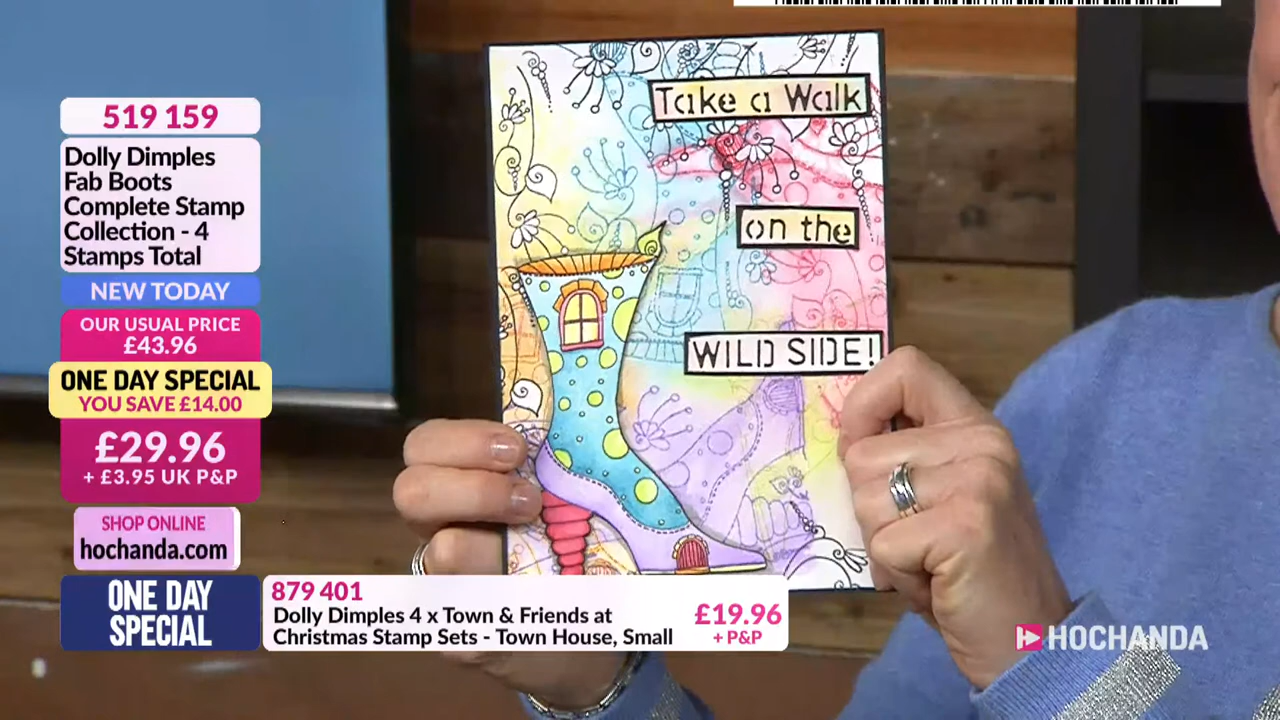 519 159
Dolly Dimples
Fab Boots
Complete Stamp
Collection - 4
Stamps Total
NEW TODAY
OUR USUAL PRICE
£43.96
ONE DAY SPECIAL
YOU SAVE £14.00
£29.96
+ £3.95 UK P&P
SHOP ONLINE
hochanda.com
ONE DAY
SPECIAL
879 401
Dolly Dimples 4 x Town & Friends at
Christmas Stamp Sets - Town House, Small
£19.96
+ P&P
Take a Walk
on the
WILD SIDE!
HOCHANDA